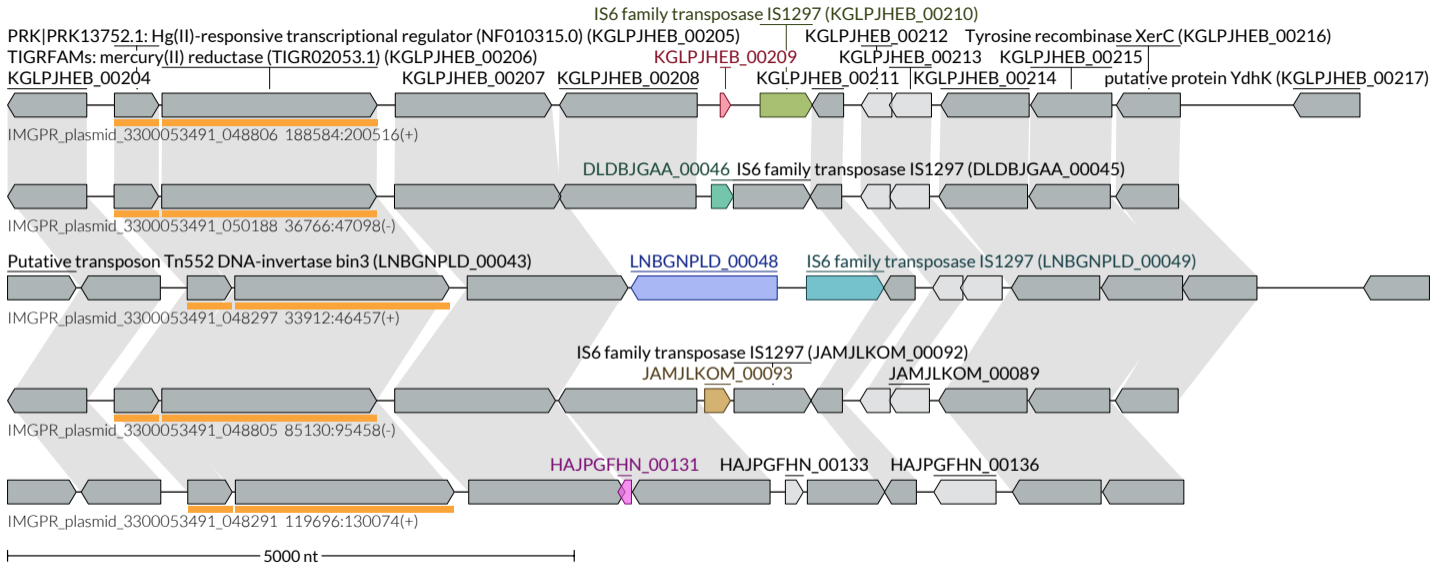 IS6 family transposase IS1297 (KGLPJHEB_00210)
PRK|PRK13752.1: Hg(II)-responsive transcriptional regulator (NF010315.0) (KGLPJHEB_00205) KGLPJHEB_00212 Tyrosine recombinase XerC (KGLPJHEB_00216)
TIGRFAMs: mercury(II) reductase (TIGR02053.1) (KGLPJHEB_00206) KGLPJHEB_00209 KGLPJHEB_00213 KGLPJHEB_00215
KGLPJHEB_00204 KGLPJHEB_00207 KGLPJHEB_00208 KGLPJHEB_00211 KGLPJHEB_00214 putative protein YdhK (KGLPJHEB_00217)
IMGPR_plasmid_3300053491_048806 188584:200516(+)
DLDBJGAA_00046 IS6 family transposase IS1297 (DLDBJGAA_00045)
IMGPR_plasmid_3300053491_050188 36766:47098(-)
Putative transposon Tn552 DNA-invertase bin3 (LNBGNPLD_00043) LNBGNPLD_00048 IS6 family transposase IS1297 (LNBGNPLD_00049)
IMGPR_plasmid_3300053491_048297 33912:46457(+)
IS6 family transposase IS1297 (JAMJLKOM_00092)
JAMJLKOM_00093 JAMJLKOM_00089
IMGPR_plasmid_3300053491_048805 85130:95458(-)
HAJPGFHN_00131 HAJPGFHN_00133 HAJPGFHN_00136
IMGPR_plasmid_3300053491_048291 119696:130074(+)
5000 nt